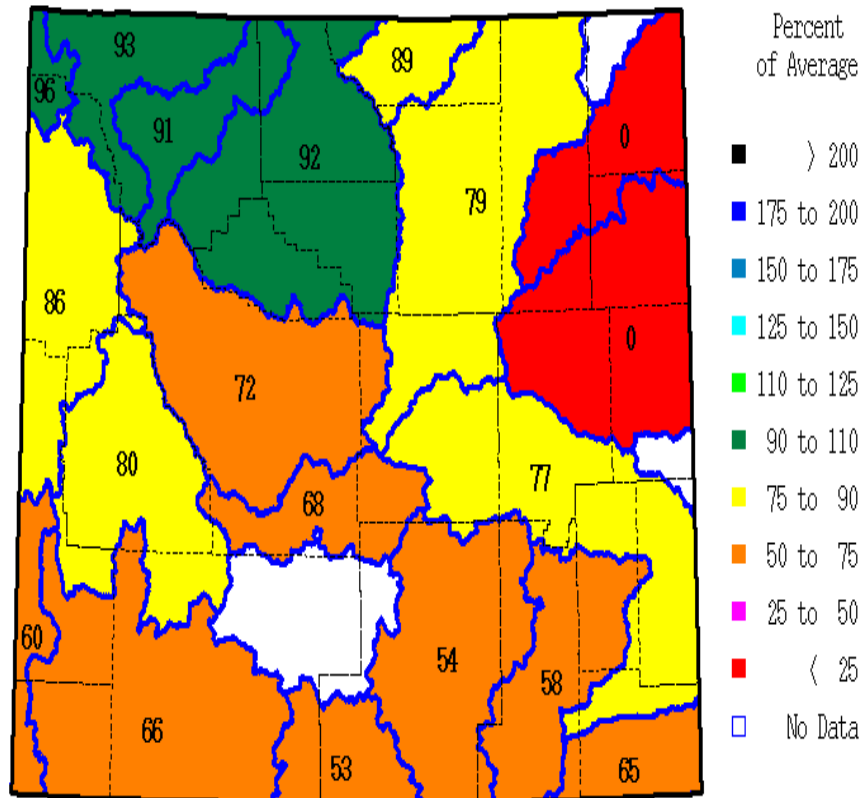 93
89
Percent
of Average
96
91
0
92
> 200
79
175 to 200
150 to 175
86
125 to 150
0
72
110 to 125
90 to 110
80
77
75 to 90
68
50 to 75
25 to 50
60
54
< 25
58
66
No Data
53
65